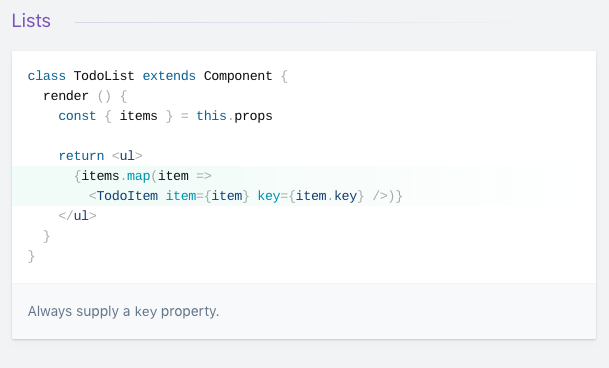 Lists
class TodoList extends Component {
  render () {
    const { items } = this.props

    return <ul>
      {items.map(item =>
        <TodoItem item={item} key={item.key} />)}
    </ul>
  }
}
Always supply a key property.